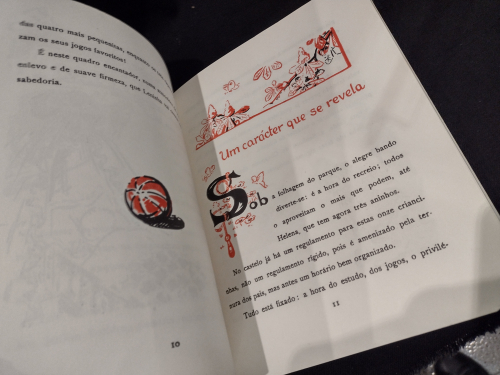 das quatro mais pequenitas, enquanto
zam os seus jogos favoritos!
É neste quadro encantador,
enlevo e de suave firmeza, que
sabedoria.
10
Um carácter que se revela
Sôb a folhagem do parque, o alegre bando
diverte-se: é a hora do recreio; todos
o aproveitam o mais que podem, até
Helena, que tem agora três aninhos.
No castelo já há um regulamento para estas onze crianci-
nhas, não um regulamento rígido, pois é amenizado pela ter-
nura dos pais, mas antes um horário bem organizado.
Tudo está fixado: a hora do estudo, dos jogos, o privilé-
11